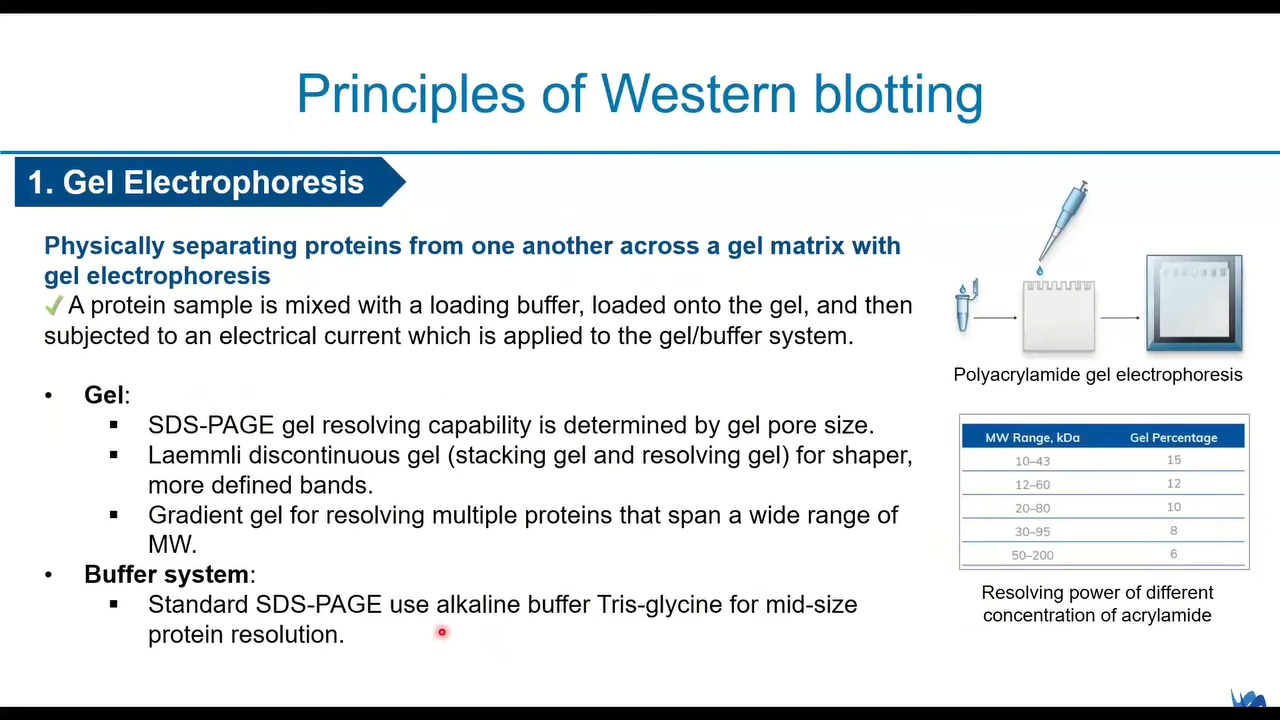 Principles of Western blotting
1. Gel Electrophoresis
Physically separating proteins from one another across a gel matrix with
gel electrophoresis
A protein sample is mixed with a loading buffer, loaded onto the gel, and then
subjected to an electrical current which is applied to the gel/buffer system.
• Gel:
▪ SDS-PAGE gel resolving capability is determined by gel pore size.
▪ Laemmli discontinuous gel (stacking gel and resolving gel) for shaper,
more defined bands.
▪ Gradient gel for resolving multiple proteins that span a wide range of
MW.
• Buffer system:
▪ Standard SDS-PAGE use alkaline buffer Tris-glycine for mid-size
protein resolution.
Polyacrylamide gel electrophoresis
MW Range, kDa Gel Percentage
10–43 15
12–60 12
20–80 10
30–95 8
50–200 6
Resolving power of different
concentration of acrylamide